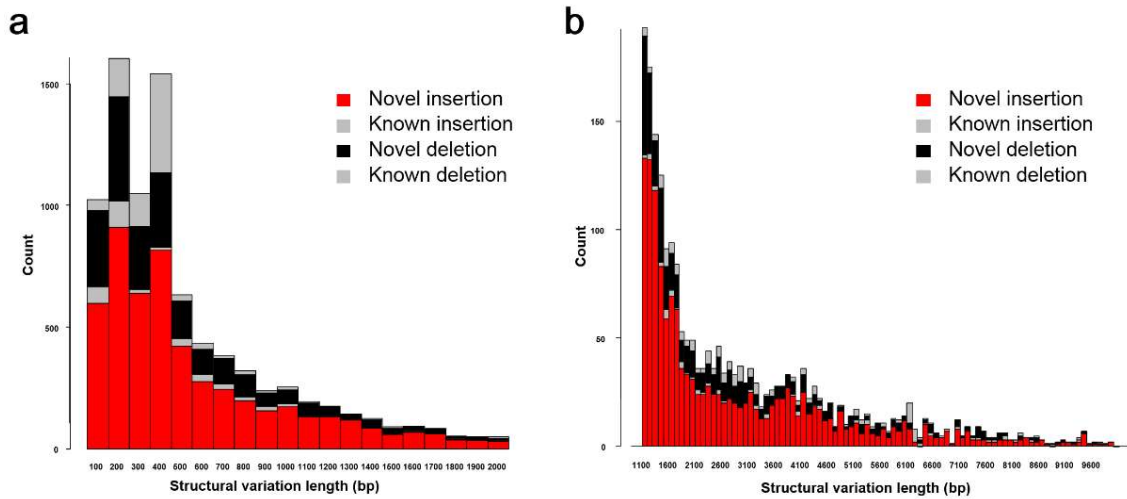 a
Count
1500
1000
500
0
Novel insertion
Known insertion
Novel deletion
Known deletion
100 200 300 400 600 600 700 800 900 1000 1100 1200 1300 1400 1500 1600 1700 1800 1900 2000
Structural variation length (bp)
b
Count
150
100
50
0
Novel insertion
Known insertion
Novel deletion
Known deletion
1100 1600 2100 2600 3100 3600 4100 4600 5100 5600 6100 6600 7100 7600 8100 8600 9100 9600
Structural variation length (bp)